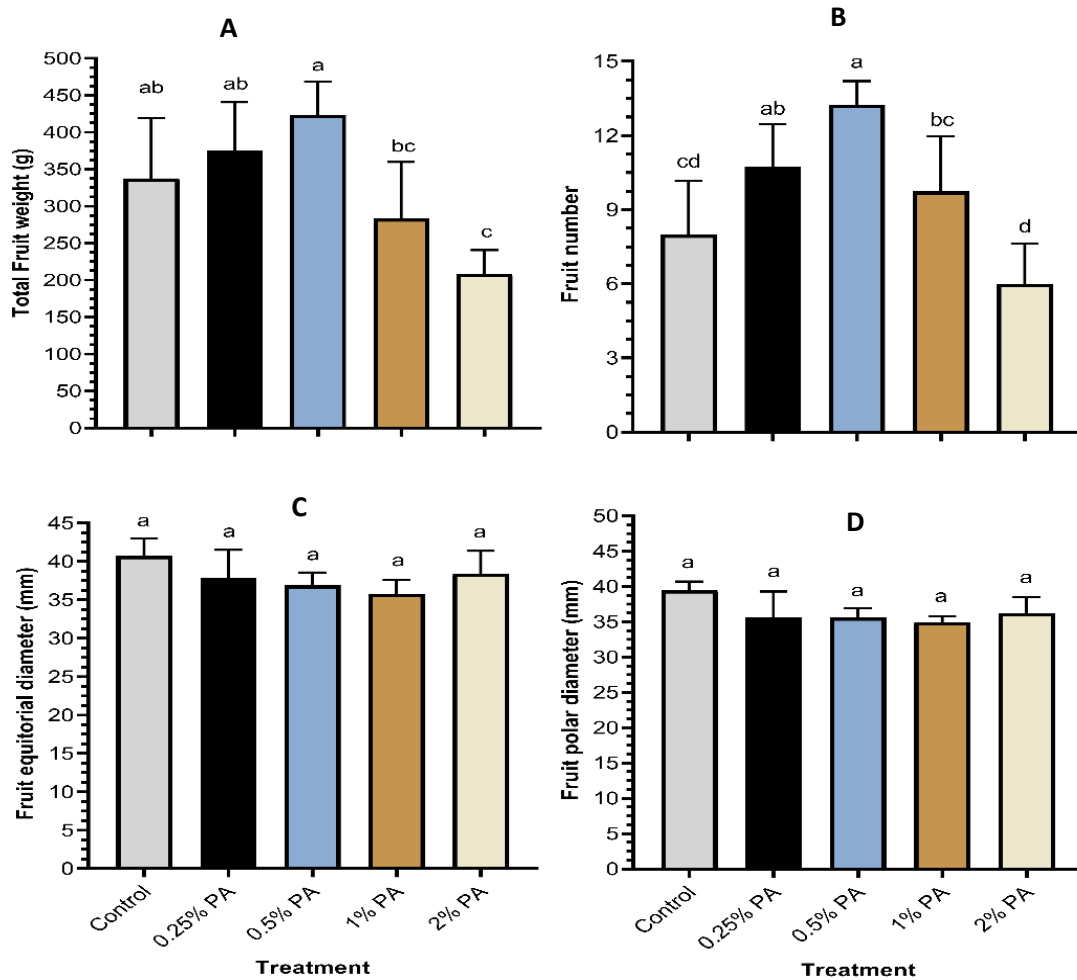 A
Total Fruit weight (g)
500
450
400
350
300
250
200
150
100
50
0
ab
ab
a
bc
c
B
Fruit number
15
12
9
6
3
0
cd
ab
a
bc
d
C
Fruit equitorial diameter (mm)
45
40
35
30
25
20
15
10
5
0
a
a
a
a
a
Control
0.25% PA
0.5% PA
1% PA
2% PA
Treatment
D
Fruit polar diameter (mm)
50
45
40
35
30
25
20
15
10
5
0
a
a
a
a
a
Control
0.25% PA
0.5% PA
1% PA
2% PA
Treatment